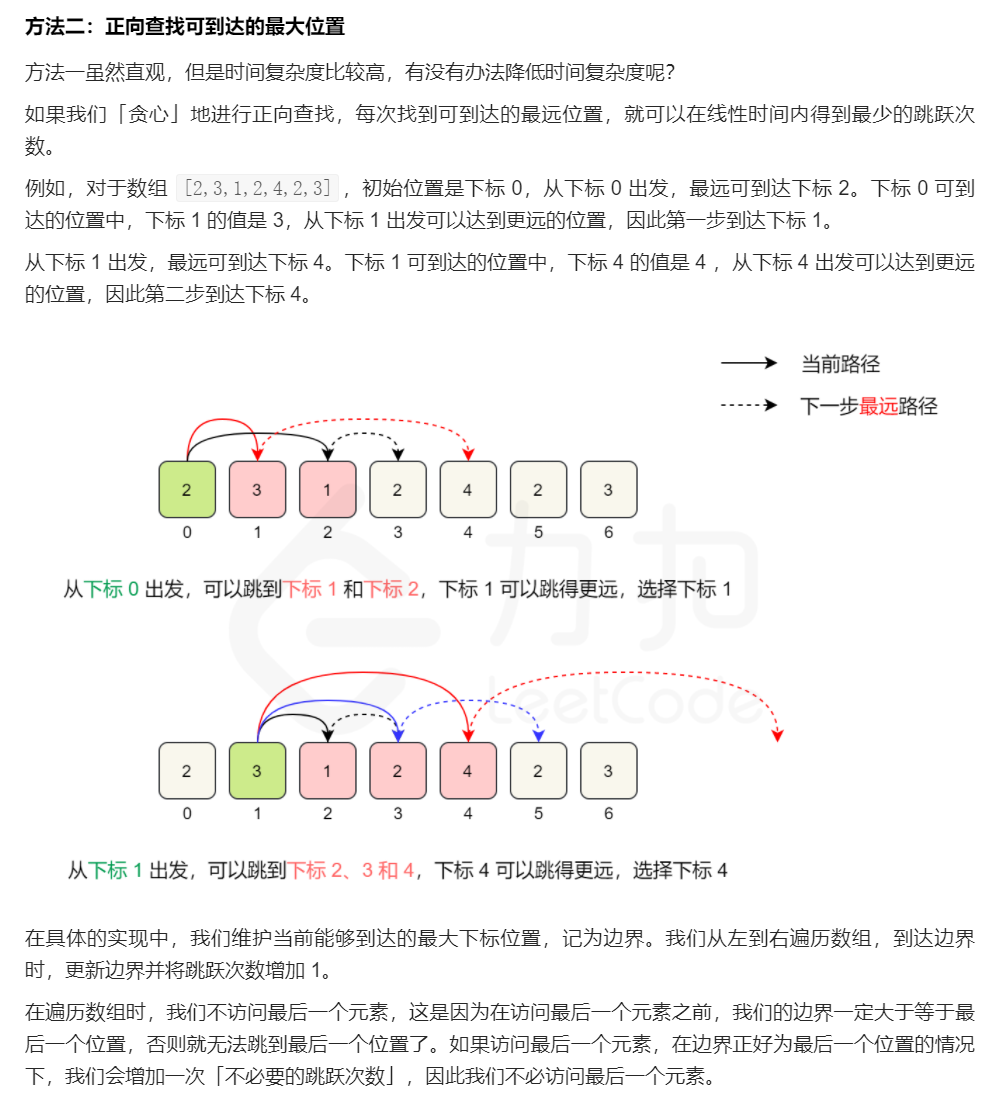 方法二：正向查找可到达的最大位置
方法一虽然直观，但是时间复杂度比较高，有没有办法降低时间复杂度呢？
如果我们「贪心」地进行正向查找，每次找到可到达的最远位置，就可以在线性时间内得到最少的跳跃次
数。
例如，对于数组 [2,3,1,2,4,2,3]，初始位置是下标 0，从下标 0 出发，最远可到达下标 2。下标 0 可到
达的位置中，下标 1 的值是 3，从下标 1 出发可以达到更远的位置，因此第一步到达下标 1。
从下标 1 出发，最远可到达下标 4。下标 1 可到达的位置中，下标 4 的值是 4 ，从下标 4 出发可以达到更远
的位置，因此第二步到达下标 4。
当前路径
下一步最远路径
2 3 1 2 4 2 3
0 1 2 3 4 5 6
从下标 0 出发，可以跳到下标 1 和下标 2，下标 1 可以跳得更远，选择下标 1
力扣
LeetCode
2 3 1 2 4 2 3
0 1 2 3 4 5 6
从下标 1 出发，可以跳到下标 2、3 和 4，下标 4 可以跳得更远，选择下标 4
在具体的实现中，我们维护当前能够到达的最大下标位置，记为边界。我们从左到右遍历数组，到达边界
时，更新边界并将跳跃次数增加 1。
在遍历数组时，我们不访问最后一个元素，这是因为在访问最后一个元素之前，我们的边界一定大于等于最
后一个位置，否则就无法跳到最后一个位置了。如果访问最后一个元素，在边界正好为最后一个位置的情况
下，我们会增加一次「不必要的跳跃次数」，因此我们不必访问最后一个元素。